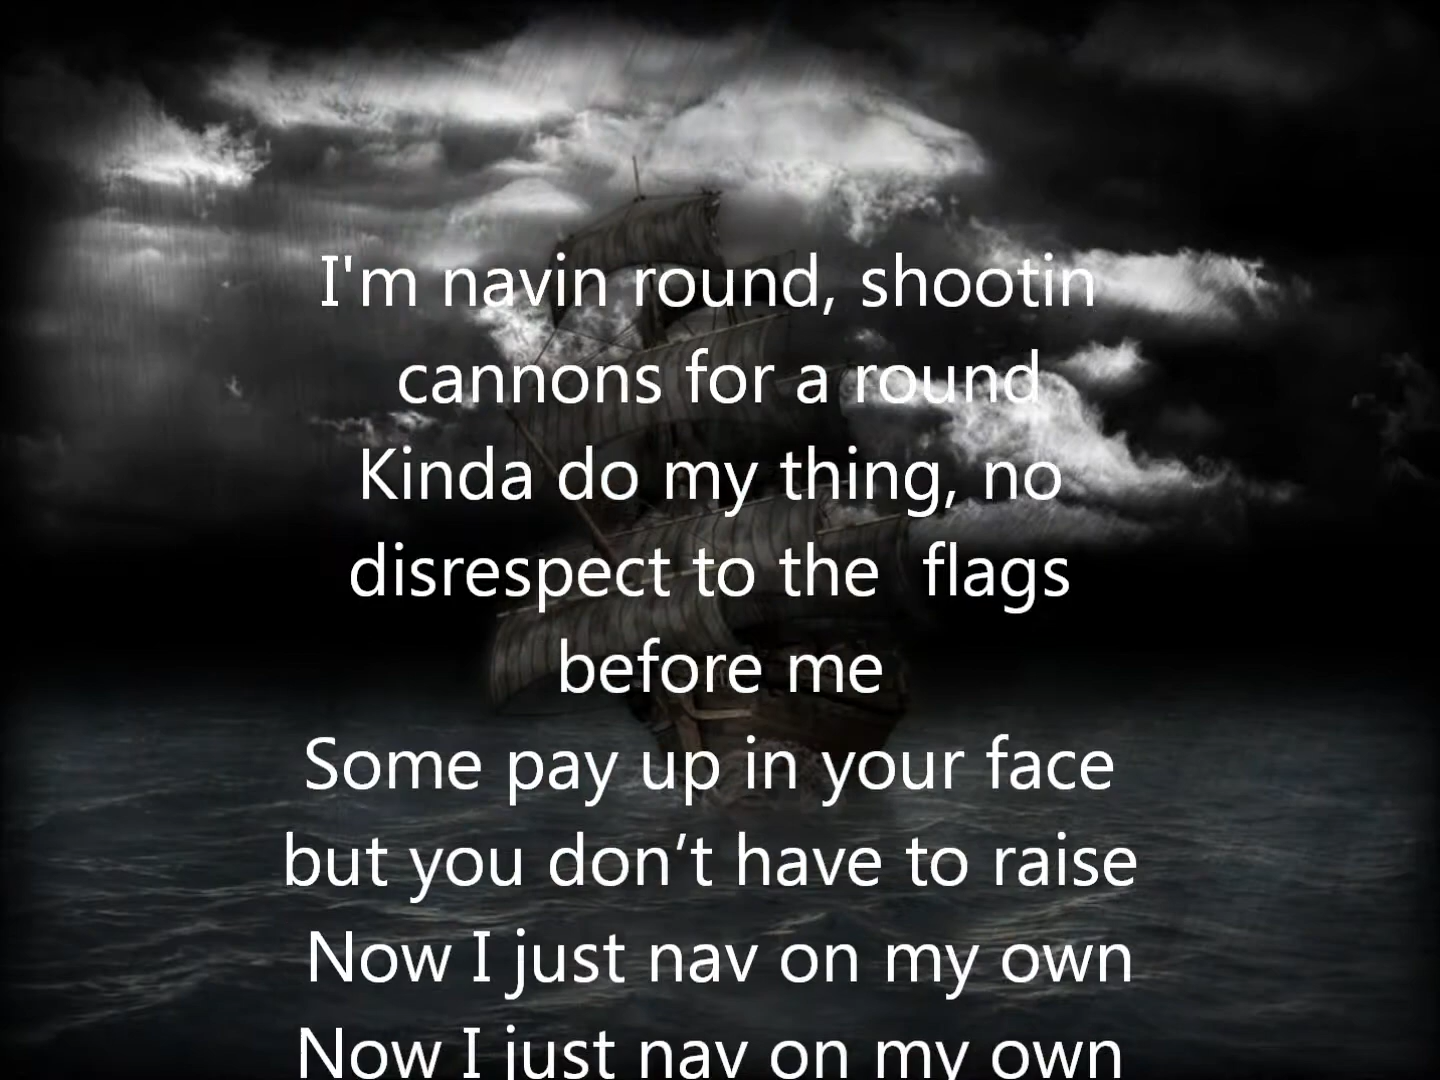 I'm navin round, shootin
cannons for a round
Kinda do my thing, no
disrespect to the  flags
before me
Some pay up in your face
but you don’t have to raise
Now I just nav on my own
Now I just nav on my own